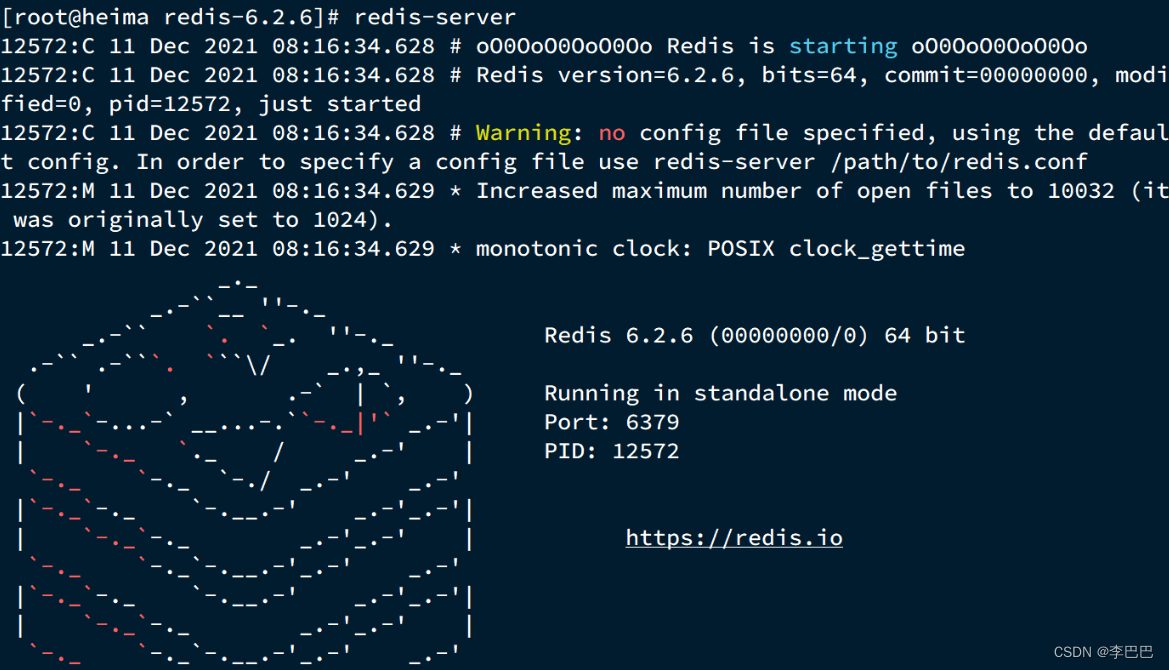 [root@heima redis-6.2.6]# redis-server
12572:C 11 Dec 2021 08:16:34.628 # oO0OoO0OoO0Oo Redis is starting oO0OoO0OoO0Oo
12572:C 11 Dec 2021 08:16:34.628 # Redis version=6.2.6, bits=64, commit=00000000, modi
fied=0, pid=12572, just started
12572:C 11 Dec 2021 08:16:34.628 # Warning: no config file specified, using the defaul
t config. In order to specify a config file use redis-server /path/to/redis.conf
12572:M 11 Dec 2021 08:16:34.629 * Increased maximum number of open files to 10032 (it
 was originally set to 1024).
12572:M 11 Dec 2021 08:16:34.629 * monotonic clock: POSIX clock_gettime
Redis 6.2.6 (00000000/0) 64 bit
Running in standalone mode
Port: 6379
PID: 12572
https://redis.io
CSDN @李巴巴